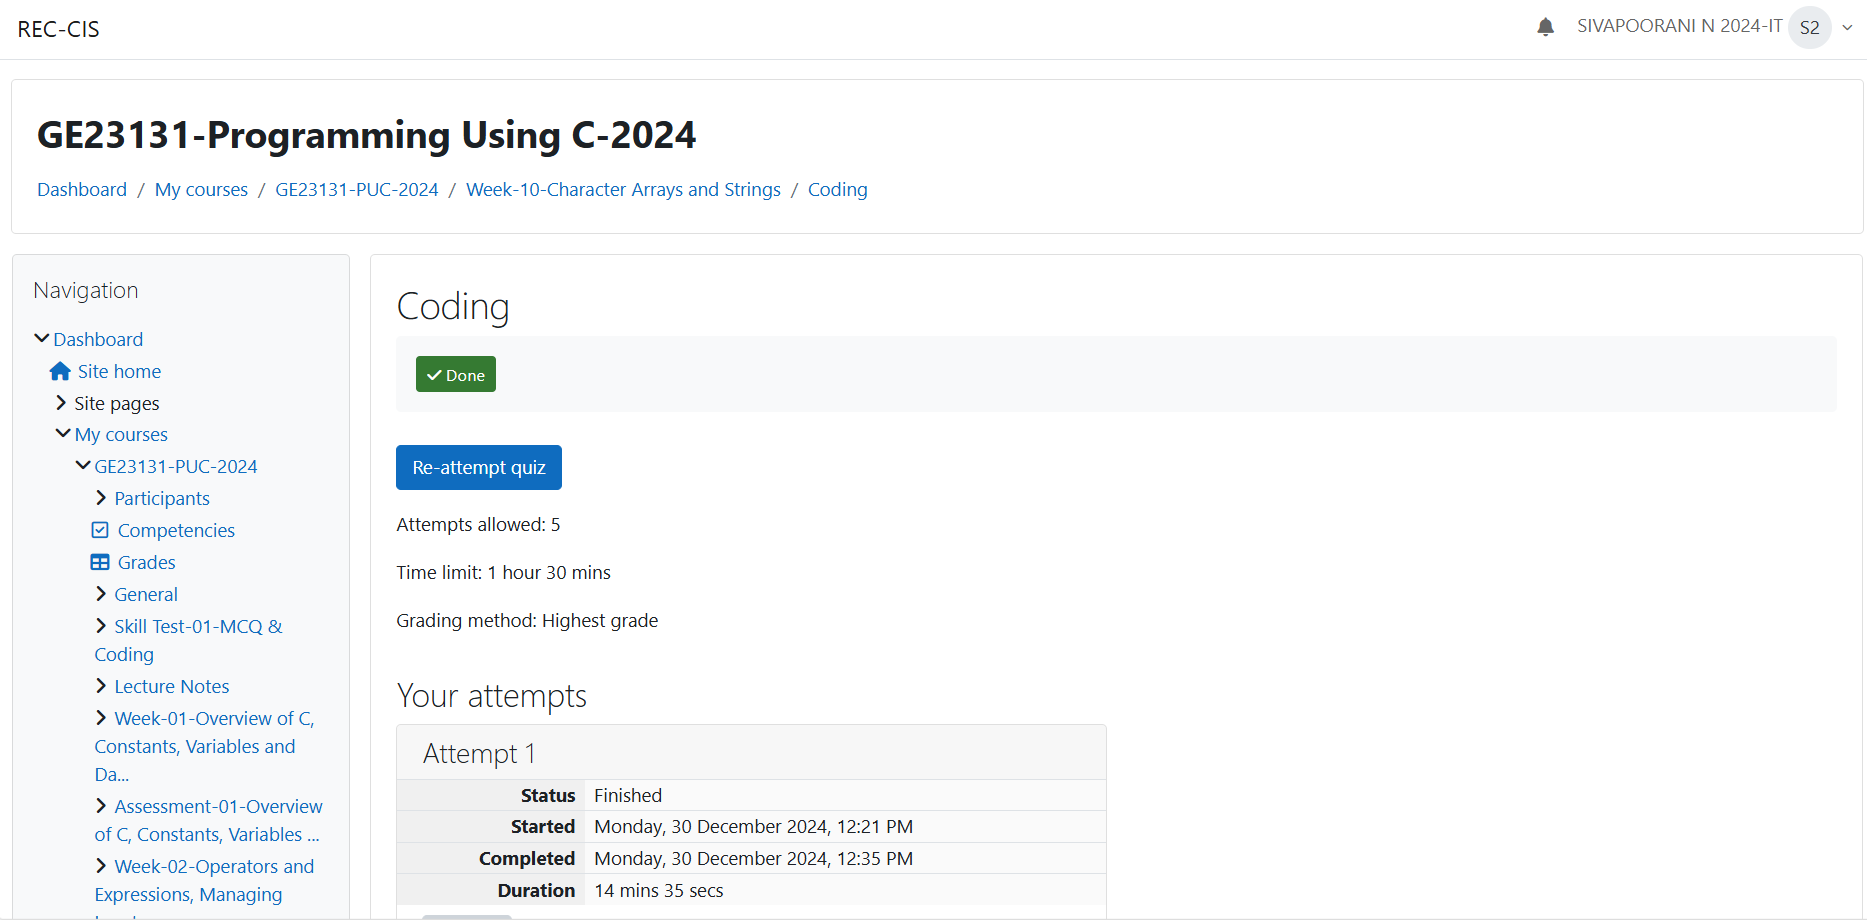 REC-CIS
SIVAPOORANI N 2024-IT S2
GE23131-Programming Using C-2024
Dashboard / My courses / GE23131-PUC-2024 / Week-10-Character Arrays and Strings / Coding
Navigation
Dashboard
Site home
Site pages
My courses
GE23131-PUC-2024
Participants
Competencies
Grades
General
Skill Test-01-MCQ &
Coding
Lecture Notes
Week-01-Overview of C,
Constants, Variables and
Da...
Assessment-01-Overview
of C, Constants, Variables ...
Week-02-Operators and
Expressions, Managing
Coding
Done
Re-attempt quiz
Attempts allowed: 5
Time limit: 1 hour 30 mins
Grading method: Highest grade
Your attempts
Attempt 1
Status Finished
Started Monday, 30 December 2024, 12:21 PM
Completed Monday, 30 December 2024, 12:35 PM
Duration 14 mins 35 secs